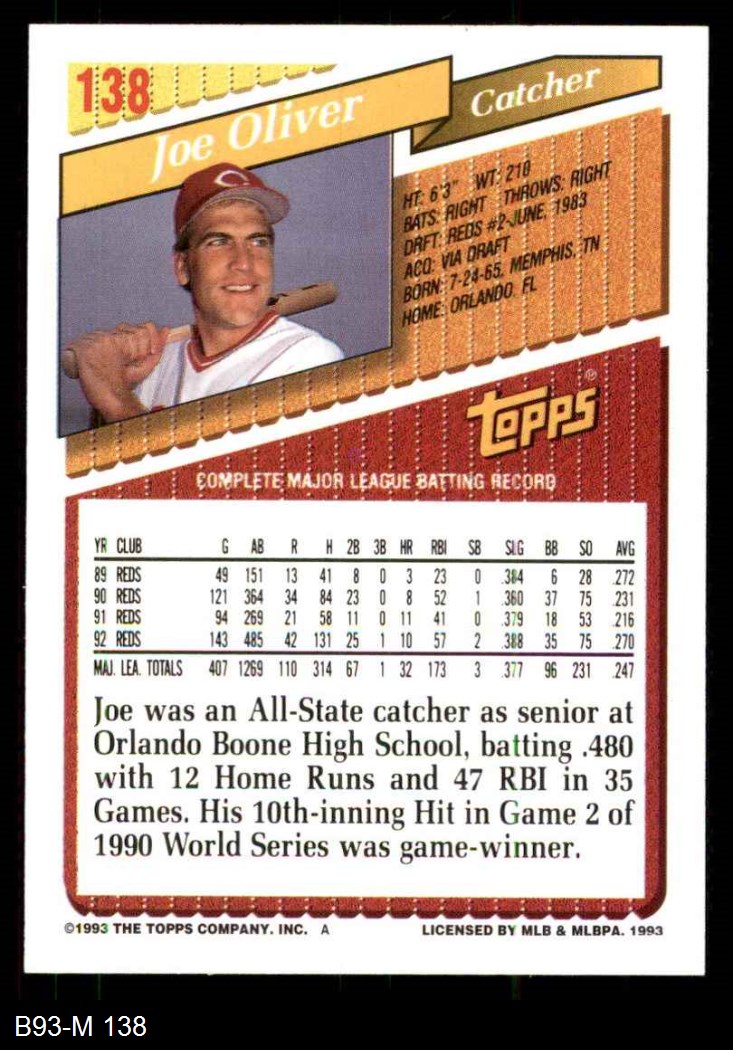 138
Joe Oliver
Catcher
HT: 6'3" WT: 210
BATS: RIGHT THROWS: RIGHT
DRFT: REDS #2-JUNE, 1983
ACQ: VIA DRAFT
BORN: 7-24-65, MEMPHIS, TN
HOME: ORLANDO, FL
C
TOPPS®
COMPLETE MAJOR LEAGUE BATTING RECORD
YR CLUB G AB R H 2B 3B HR RBI SB SLG BB SO AVG
89 REDS 49 151 13 41 8 0 3 23 0 .384 6 28 .272
90 REDS 121 364 34 84 23 0 8 52 1 .360 37 75 .231
91 REDS 94 269 21 58 11 0 11 41 0 .379 18 53 .216
92 REDS 143 485 42 131 25 1 10 57 2 .388 35 75 .270
MAJ. LEA. TOTALS 407 1269 110 314 67 1 32 173 3 .377 96 231 .247
Joe was an All-State catcher as senior at
Orlando Boone High School, batting .480
with 12 Home Runs and 47 RBI in 35
Games. His 10th-inning Hit in Game 2 of
1990 World Series was game-winner.
©1993 THE TOPPS COMPANY, INC. A LICENSED BY MLB & MLBPA. 1993
B93-M 138